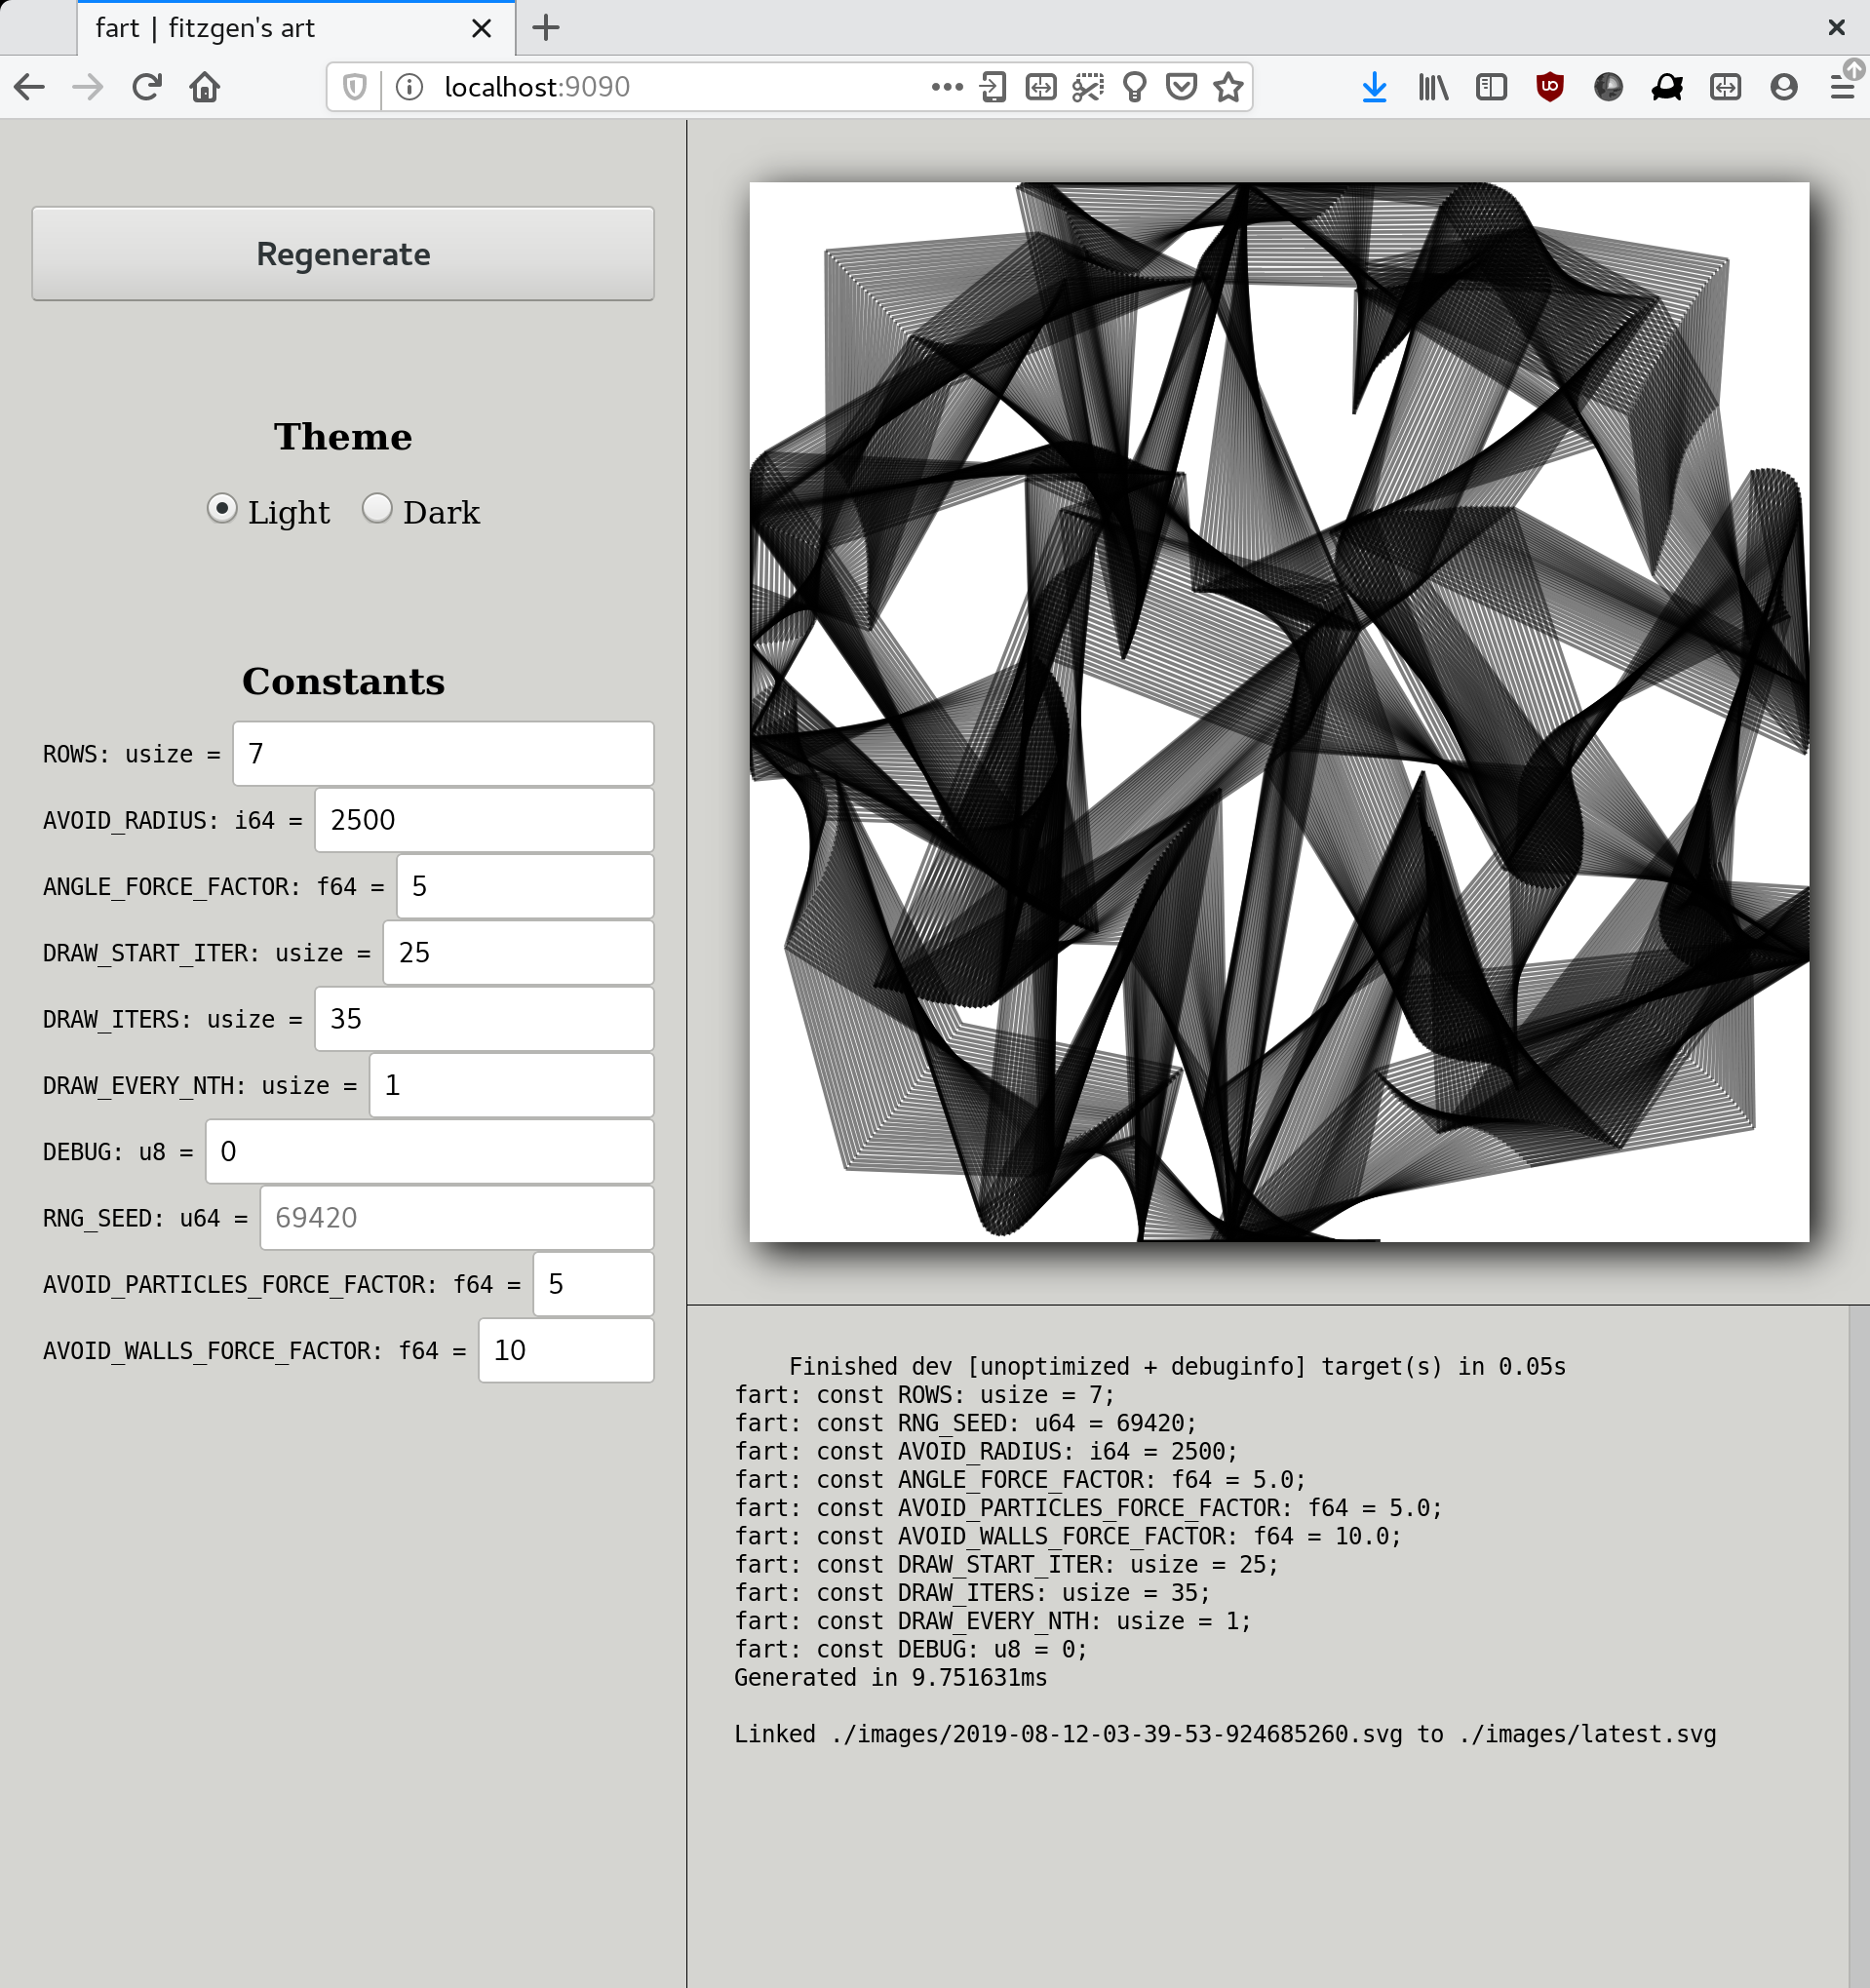 fart | fitzgen's art
localhost:9090
Regenerate
Theme
Light Dark
Constants
ROWS: usize = 7
AVOID_RADIUS: i64 = 2500
ANGLE_FORCE_FACTOR: f64 = 5
DRAW_START_ITER: usize = 25
DRAW_ITERS: usize = 35
DRAW_EVERY_NTH: usize = 1
DEBUG: u8 = 0
RNG_SEED: u64 = 69420
AVOID_PARTICLES_FORCE_FACTOR: f64 = 5
AVOID_WALLS_FORCE_FACTOR: f64 = 10
Finished dev [unoptimized + debuginfo] target(s) in 0.05s
fart: const ROWS: usize = 7;
fart: const RNG_SEED: u64 = 69420;
fart: const AVOID_RADIUS: i64 = 2500;
fart: const ANGLE_FORCE_FACTOR: f64 = 5.0;
fart: const AVOID_PARTICLES_FORCE_FACTOR: f64 = 5.0;
fart: const AVOID_WALLS_FORCE_FACTOR: f64 = 10.0;
fart: const DRAW_START_ITER: usize = 25;
fart: const DRAW_ITERS: usize = 35;
fart: const DRAW_EVERY_NTH: usize = 1;
fart: const DEBUG: u8 = 0;
Generated in 9.751631ms
Linked ./images/2019-08-12-03-39-53-924685260.svg to ./images/latest.svg